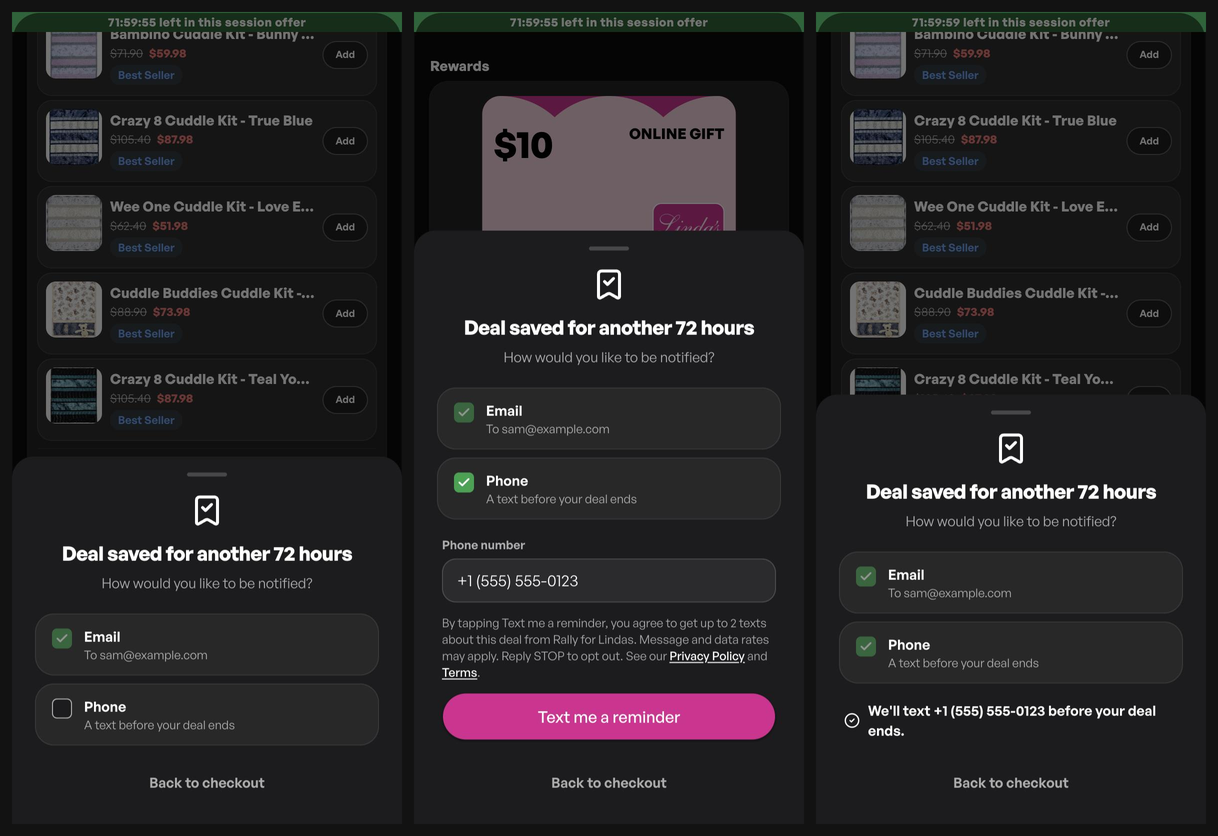 71:59:55 left in this session offer
Bambino Cuddle Kit - Bunny ...
$71.90 $59.98
Add
Best Seller
Crazy 8 Cuddle Kit - True Blue
$105.40 $87.98
Add
Best Seller
Wee One Cuddle Kit - Love E...
$62.40 $51.98
Add
Best Seller
Cuddle Buddies Cuddle Kit -...
$88.90 $73.98
Add
Best Seller
Crazy 8 Cuddle Kit - Teal Yo...
$105.40 $87.98
Add
Best Seller
Deal saved for another 72 hours
How would you like to be notified?
Email
To sam@example.com
Phone
A text before your deal ends
Back to checkout
71:59:55 left in this session offer
Rewards
$10
ONLINE GIFT
Linda's
Deal saved for another 72 hours
How would you like to be notified?
Email
To sam@example.com
Phone
A text before your deal ends
Phone number
+1 (555) 555-0123
By tapping Text me a reminder, you agree to get up to 2 texts
about this deal from Rally for Lindas. Message and data rates
may apply. Reply STOP to opt out. See our Privacy Policy and
Terms.
Text me a reminder
Back to checkout
71:59:59 left in this session offer
Bambino Cuddle Kit - Bunny ...
$71.90 $59.98
Add
Best Seller
Crazy 8 Cuddle Kit - True Blue
$105.40 $87.98
Add
Best Seller
Wee One Cuddle Kit - Love E...
$62.40 $51.98
Add
Best Seller
Cuddle Buddies Cuddle Kit -...
$88.90 $73.98
Add
Best Seller
Crazy 8 Cuddle Kit - Teal Yo...
Deal saved for another 72 hours
How would you like to be notified?
Email
To sam@example.com
Phone
A text before your deal ends
We'll text +1 (555) 555-0123 before your deal
ends.
Back to checkout